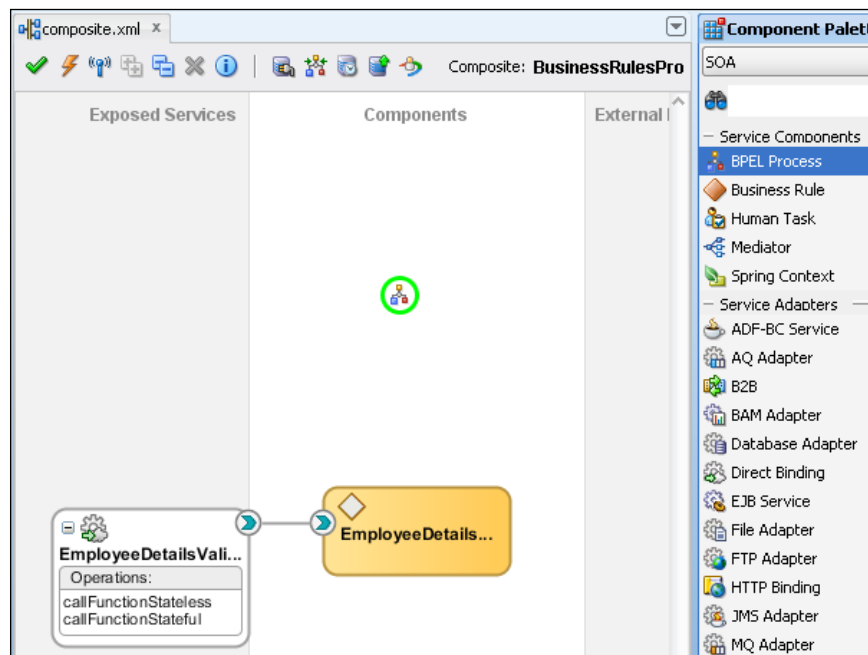 composite.xml
Composite: BusinessRulesPro
Exposed Services
Components
External
EmployeeDetailsVali...
Operations:
callFunctionStateless
callFunctionStateful
EmployeeDetails...
Component Palett
SOA
Service Components
BPEL Process
Business Rule
Human Task
Mediator
Spring Context
Service Adapters
ADF-BC Service
AQ Adapter
B2B
BAM Adapter
Database Adapter
Direct Binding
EJB Service
File Adapter
FTP Adapter
HTTP Binding
JMS Adapter
MQ Adapter